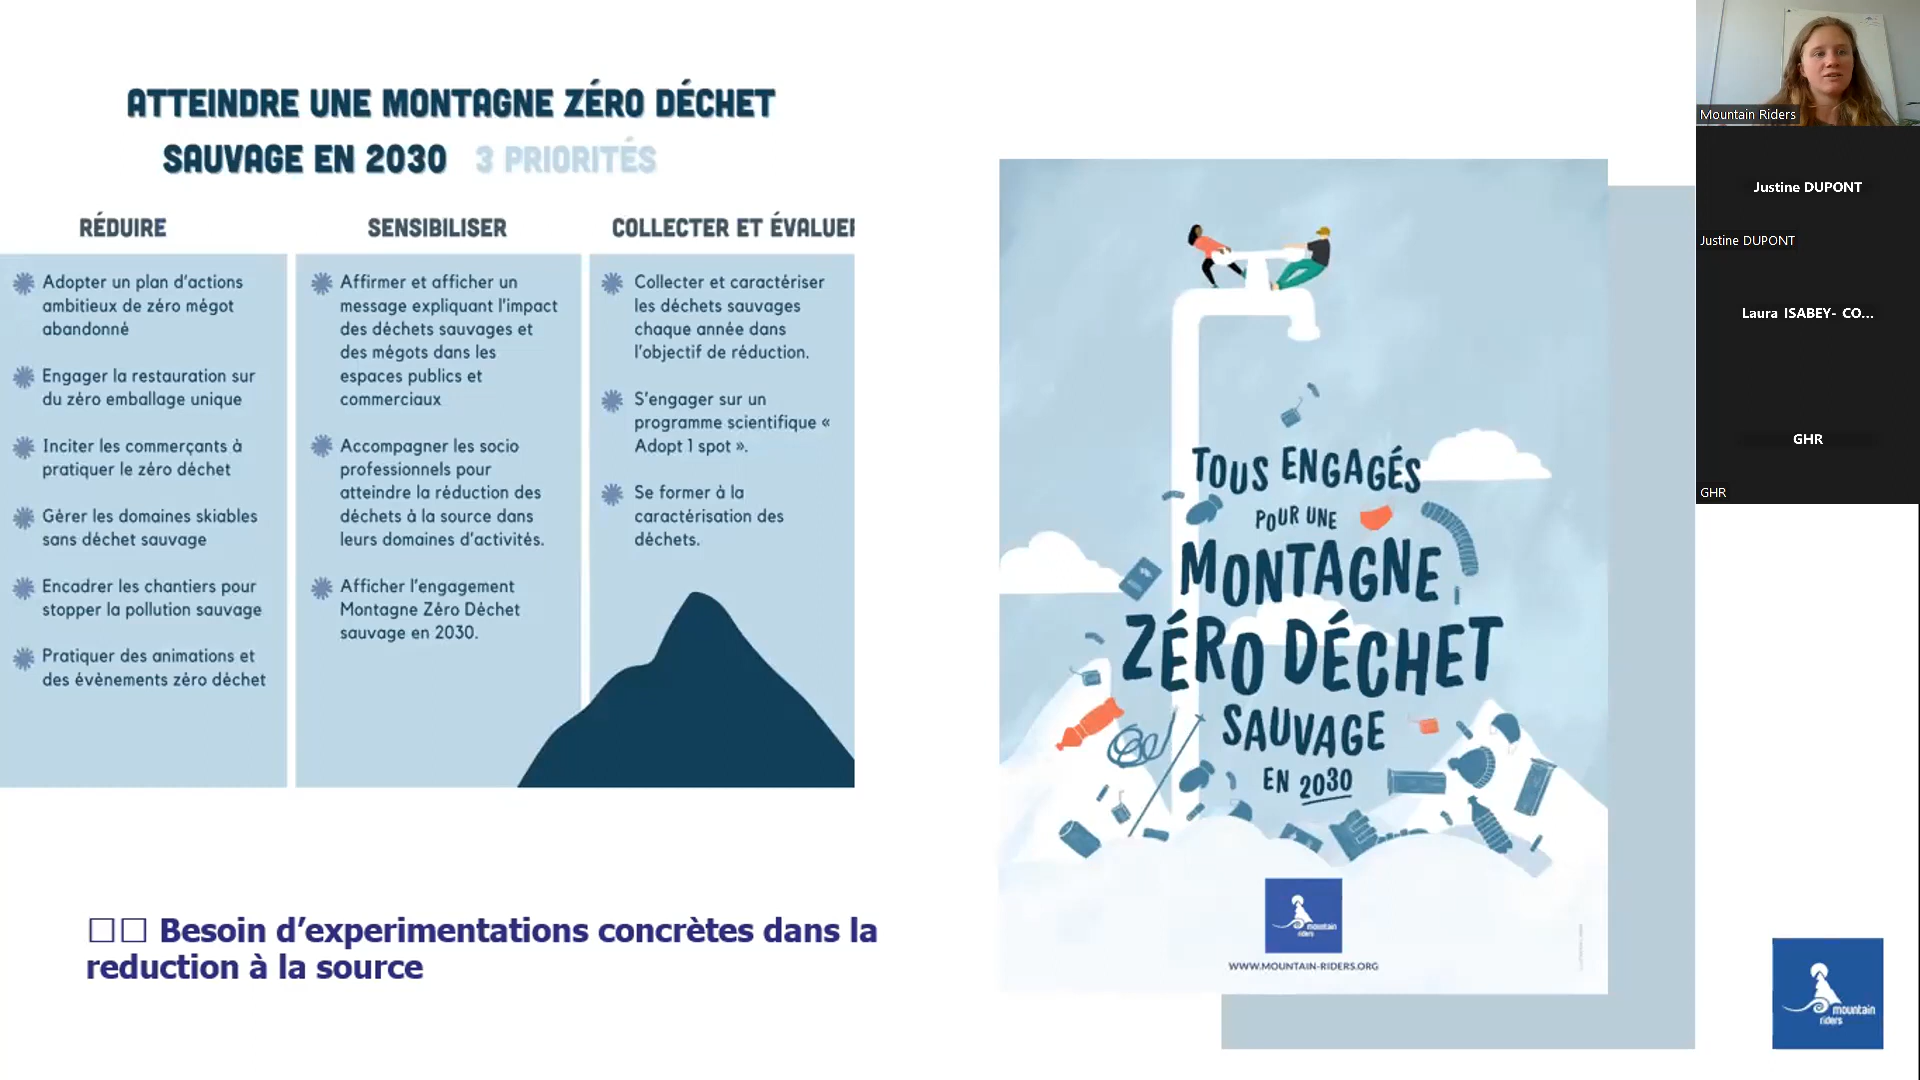 ATTEINDRE UNE MONTAGNE ZÉRO DÉCHET
SAUVAGE EN 2030 3 PRIORITÉS
RÉDUIRE
Adopter un plan d'actions
ambitieux de zéro mégot
abandonné
Engager la restauration sur
du zéro emballage unique
Inciter les commerçants à
pratiquer le zéro déchet
Gérer les domaines skiables
sans déchet sauvage
Encadrer les chantiers pour
stopper la pollution sauvage
Pratiquer des animations et
des évènements zéro déchet
SENSIBILISER
Affirmer et afficher un
message expliquant l'impact
des déchets sauvages et
des mégots dans les
espaces publics et
commerciaux
Accompagner les socio
professionnels pour
atteindre la réduction des
déchets à la source dans
leurs domaines d'activités.
Afficher l'engagement
Montagne Zéro Déchet
sauvage en 2030.
COLLECTER ET ÉVALUER
Collecter et caractériser
les déchets sauvages
chaque année dans
l'objectif de réduction.
S'engager sur un
programme scientifique «
Adopt 1 spot ».
Se former à la
caractérisation des
déchets.
Besoin d'experimentations concrètes dans la
reduction à la source
TOUS ENGAGÉS
POUR UNE
MONTAGNE
ZÉRO DÉCHET
SAUVAGE
EN 2030
mountain
riders
WWW.MOUNTAIN-RIDERS.ORG
Mountain Riders
Justine DUPONT
Justine DUPONT
Laura ISABEY- CO...
GHR
GHR
mountain
riders